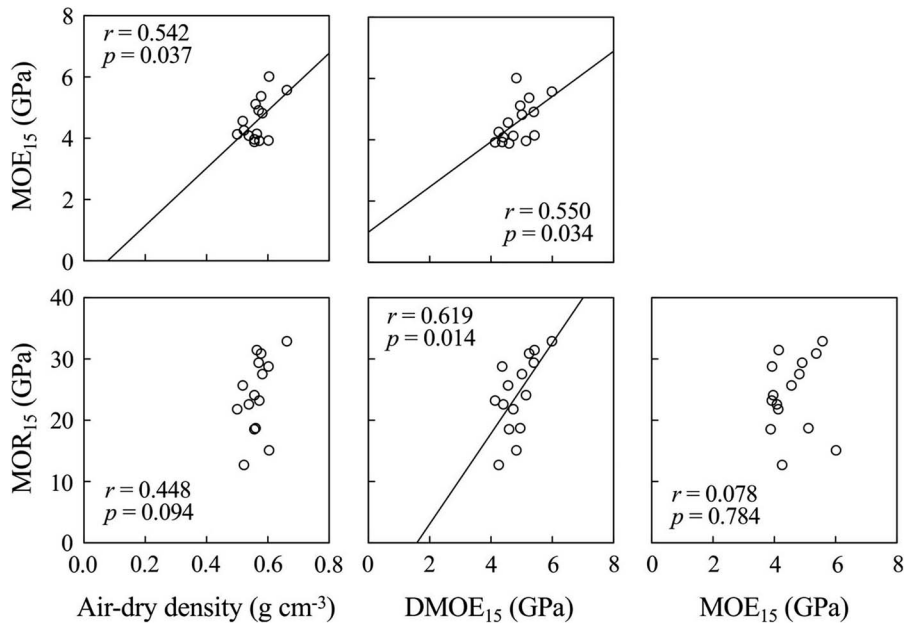 8
6
4
2
0
MOE15 (GPa)
r = 0.542
p = 0.037
r = 0.550
p = 0.034
40
30
20
10
0
MOR15 (GPa)
r = 0.448
p = 0.094
0.0 0.2 0.4 0.6 0.8
Air-dry density (g cm-3)
r = 0.619
p = 0.014
0 2 4 6 8
DMOE15 (GPa)
r = 0.078
p = 0.784
0 2 4 6 8
MOE15 (GPa)